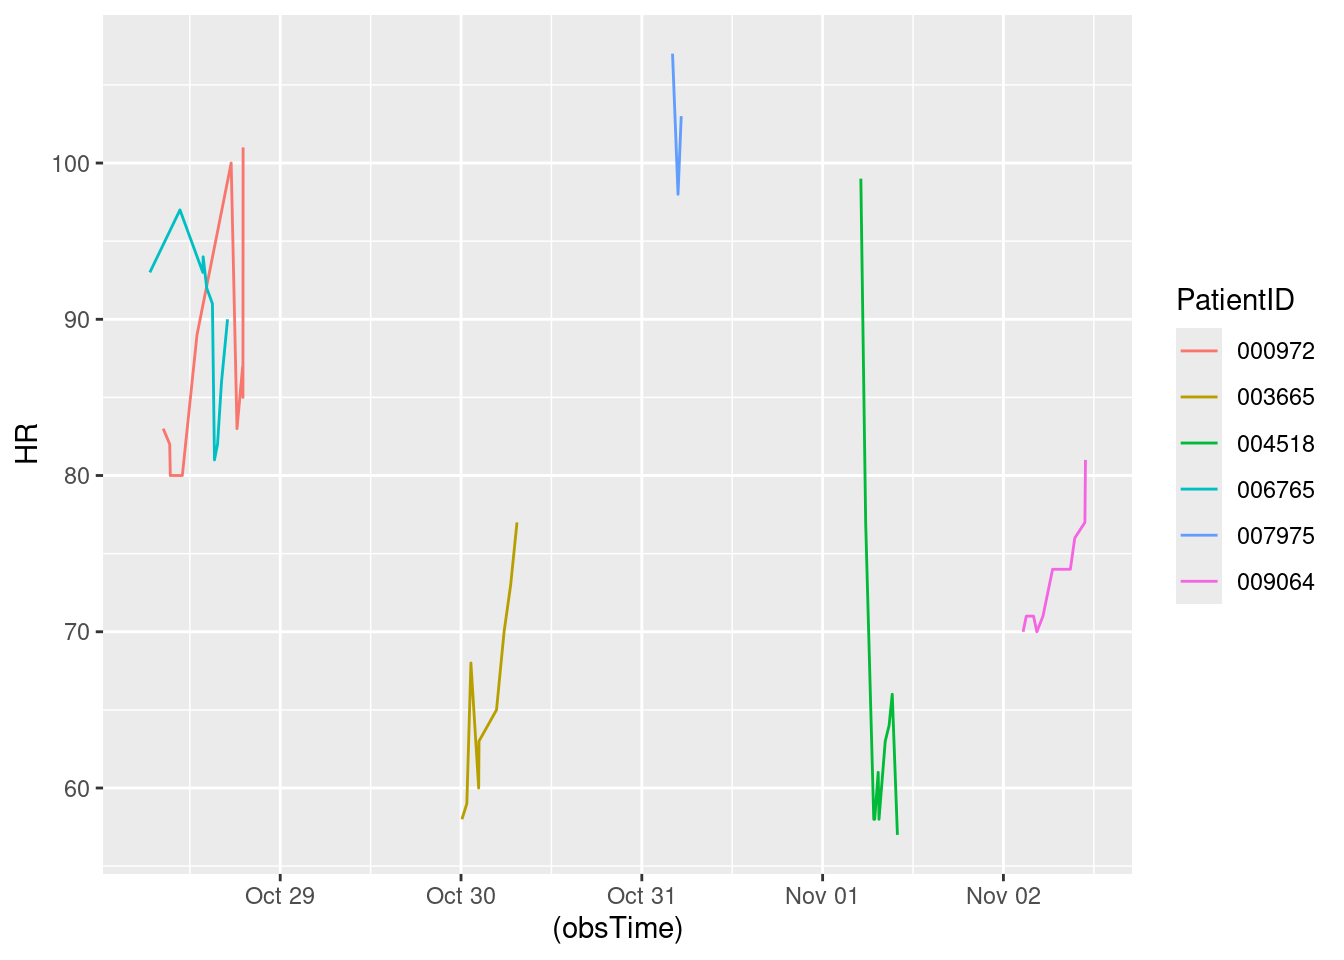 HR
100
90
80
70
60
Oct 29
Oct 30
Oct 31
Nov 01
Nov 02
(obsTime)
PatientID
000972
003665
004518
006765
007975
009064